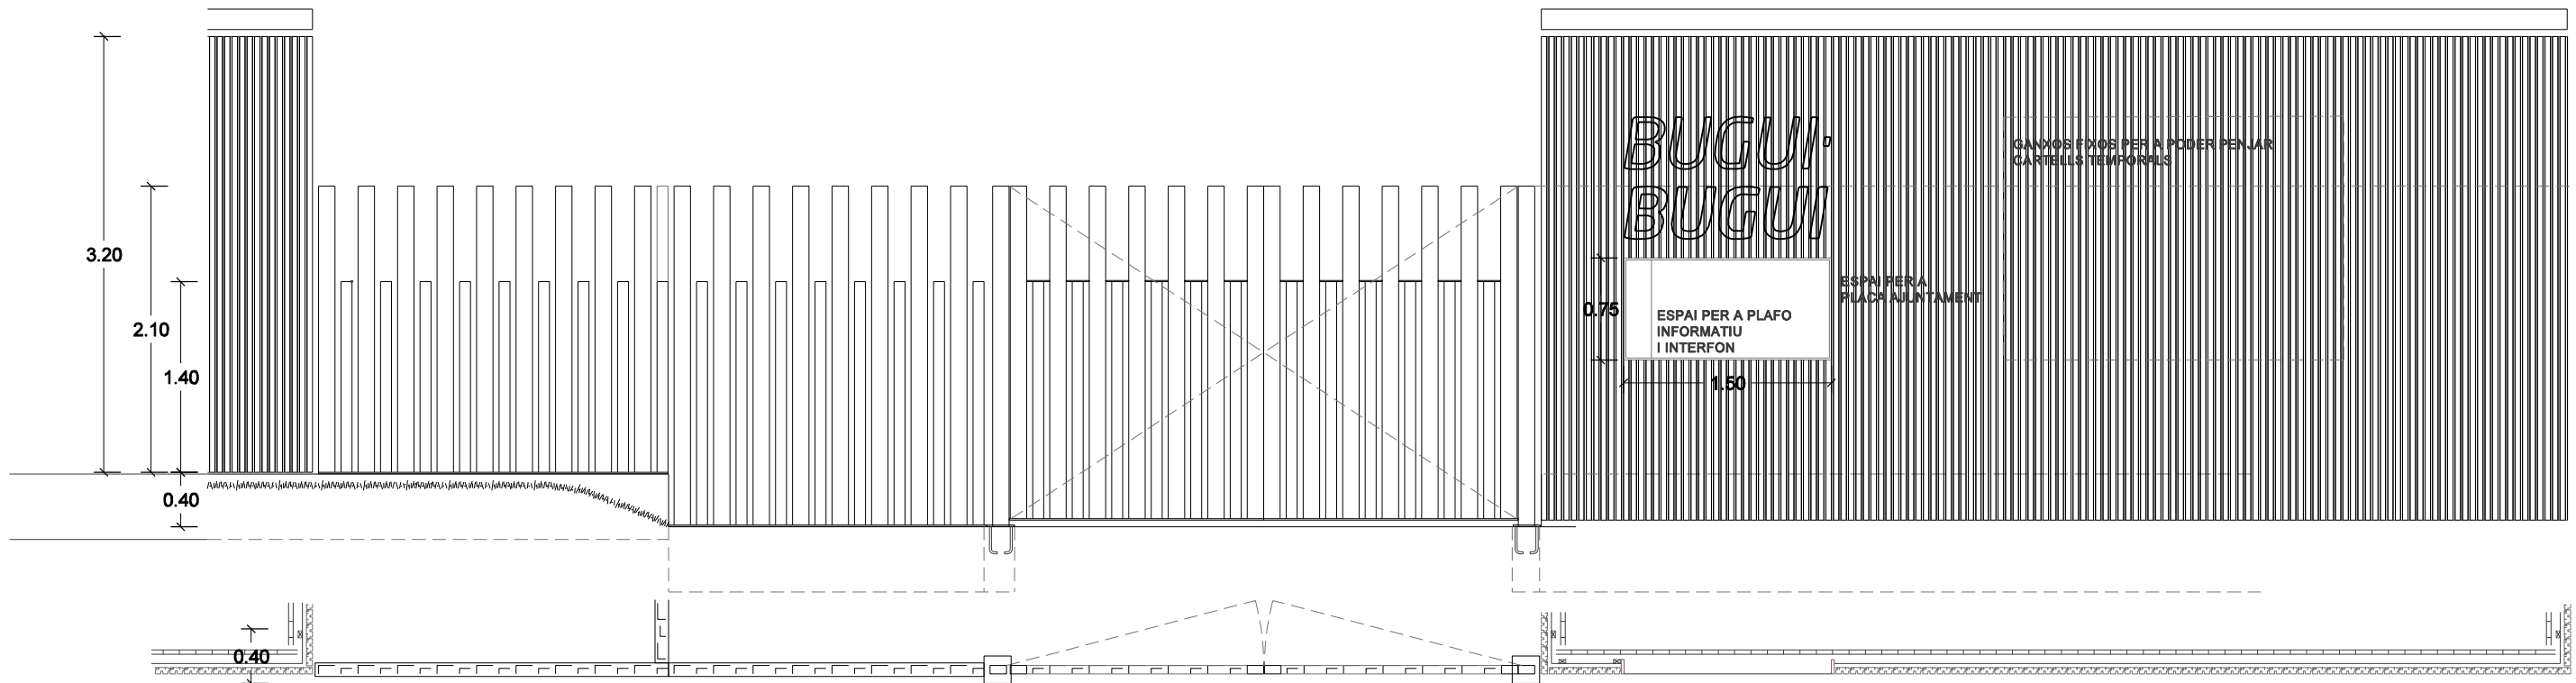 BUGUI·
BUGUI
GANXOS FIXOS PER A PODER PENJAR
CARTELLS TEMPORALS
3.20
2.10
1.40
0.40
0.75
ESPAI PER A
PLACA AJUNTAMENT
ESPAI PER A PLAFO
INFORMATIU
I INTERFON
1.50
0.40